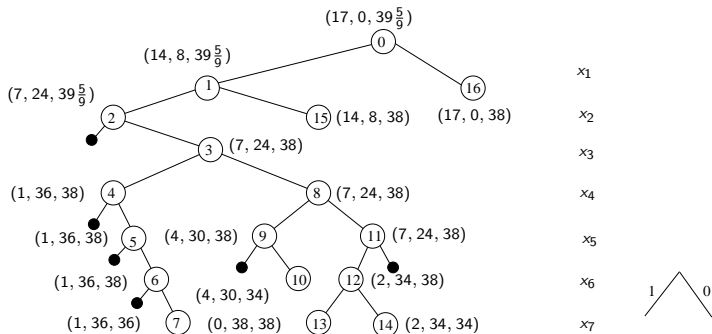 (17, 0, 39 5/9)
0
(14, 8, 39 5/9)
1
16
x1
(7, 24, 39 5/9)
2
15
(14, 8, 38)
(17, 0, 38)
x2
3
(7, 24, 38)
x3
(1, 36, 38)
4
8
(7, 24, 38)
x4
(1, 36, 38)
5
(4, 30, 38)
9
11
(7, 24, 38)
x5
(1, 36, 38)
6
10
12
(2, 34, 38)
x6
1
0
(4, 30, 34)
(1, 36, 36)
7
(0, 38, 38)
13
14
(2, 34, 34)
x7